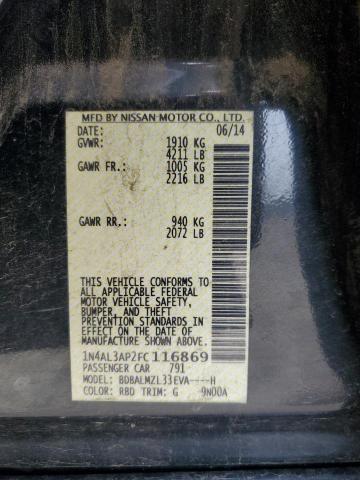 MFD BY NISSAN MOTOR CO., LTD.
DATE: 06/14
GVWR: 1910 KG
4211 LB
GAWR FR.: 1005 KG
2216 LB
GAWR RR.: 940 KG
2072 LB
THIS VEHICLE CONFORMS TO
ALL APPLICABLE FEDERAL
MOTOR VEHICLE SAFETY,
BUMPER, AND THEFT
PREVENTION STANDARDS IN
EFFECT ON THE DATE OF
MANUFACTURE SHOWN ABOVE.
1N4AL3AP2FC116869
PASSENGER CAR 791
MODEL: BDBALMZL33EVA----H
COLOR: RBD TRIM: G 9N00A